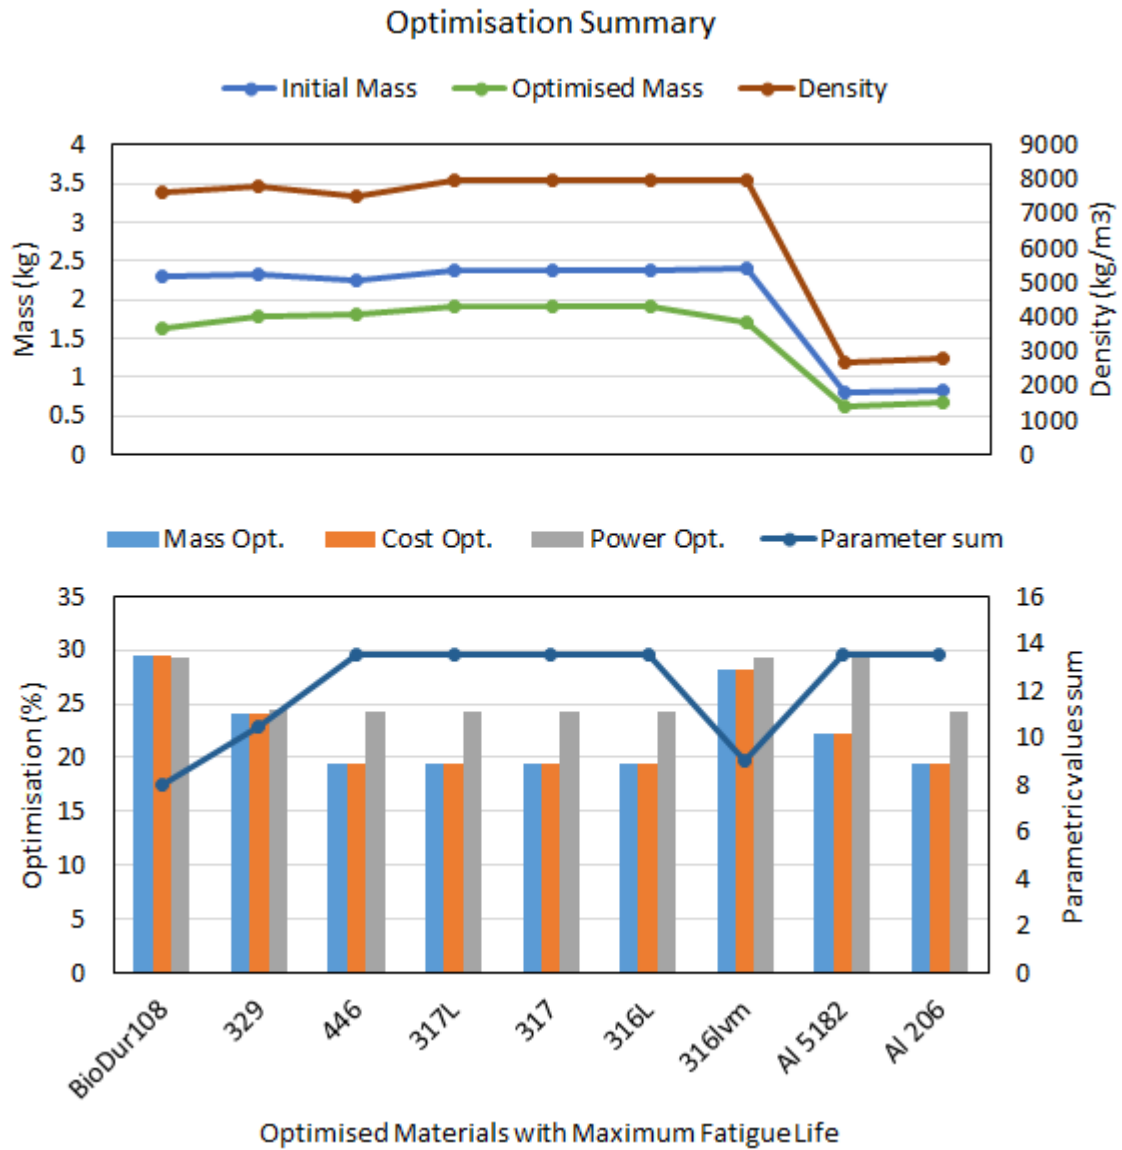 Optimisation Summary
Initial Mass Optimised Mass Density
4
3.5
3
2.5
2
1.5
1
0.5
0
Mass (kg)
9000
8000
7000
6000
5000
4000
3000
2000
1000
0
Density (kg/m3)
Mass Opt. Cost Opt. Power Opt. Parameter sum
35
30
25
20
15
10
5
0
Optimisation (%)
16
14
12
10
8
6
4
2
0
Parametric values sum
BioDur108
329
446
317L
317
316L
316lvm
Al 5182
Al 206
Optimised Materials with Maximum Fatigue Life